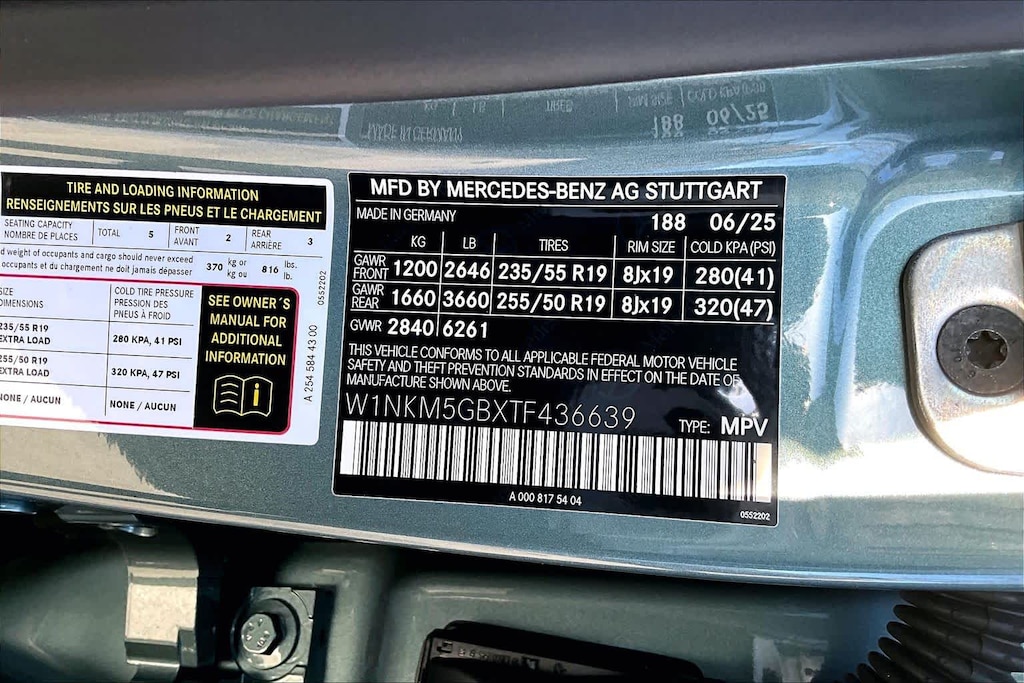 TIRE AND LOADING INFORMATION
RENSEIGNEMENTS SUR LES PNEUS ET LE CHARGEMENT
SEATING CAPACITY
NOMBRE DE PLACES
TOTAL 5
FRONT
AVANT
2
REAR
ARRIÈRE
3
d weight of occupants and cargo should never exceed
occupants et du chargement ne doit jamais dépasser
370 kg or
kg ou
816 lbs.
lb.
SIZE
DIMENSIONS
COLD TIRE PRESSURE
PRESSION DES
PNEUS À FROID
235/55 R19
EXTRA LOAD
280 KPA, 41 PSI
255/50 R19
EXTRA LOAD
320 KPA, 47 PSI
NONE / AUCUN
NONE / AUCUN
SEE OWNER´S
MANUAL FOR
ADDITIONAL
INFORMATION
0552202
A 254 584 43 00
MFD BY MERCEDES-BENZ AG STUTTGART
MADE IN GERMANY
188 06/25
KG LB TIRES RIM SIZE COLD KPA (PSI)
GAWR
FRONT
1200 2646 235/55 R19 8Jx19 280(41)
GAWR
REAR
1660 3660 255/50 R19 8Jx19 320(47)
GVWR 2840 6261
THIS VEHICLE CONFORMS TO ALL APPLICABLE FEDERAL MOTOR VEHICLE
SAFETY AND THEFT PREVENTION STANDARDS IN EFFECT ON THE DATE OF
MANUFACTURE SHOWN ABOVE.
W1NKM5GBXTF436639
TYPE: MPV
A 000 817 54 04
0552202